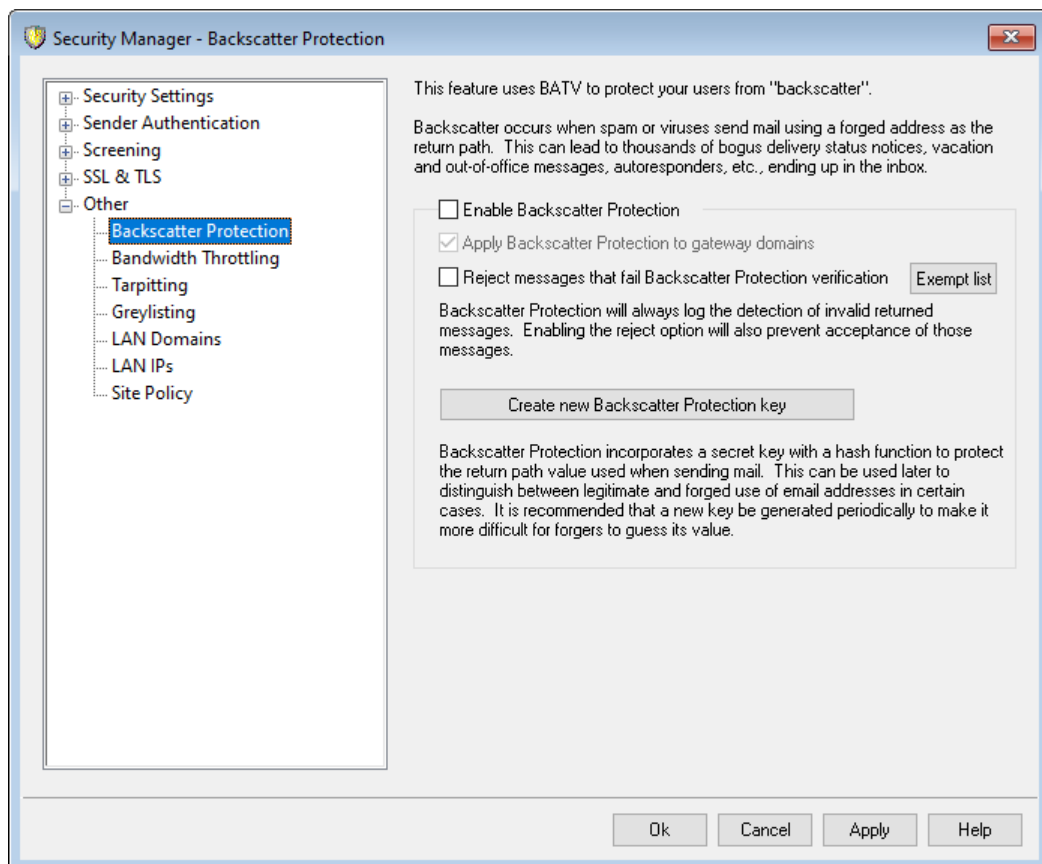 Security Manager - Backscatter Protection
Security Settings
Sender Authentication
Screening
SSL & TLS
Other
Backscatter Protection
Bandwidth Throttling
Tarpitting
Greylisting
LAN Domains
LAN IPs
Site Policy
This feature uses BATV to protect your users from "backscatter".
Backscatter occurs when spam or viruses send mail using a forged address as the
return path. This can lead to thousands of bogus delivery status notices, vacation
and out-of-office messages, autoresponders, etc., ending up in the inbox.
Enable Backscatter Protection
Apply Backscatter Protection to gateway domains
Reject messages that fail Backscatter Protection verification
Exempt list
Backscatter Protection will always log the detection of invalid returned
messages. Enabling the reject option will also prevent acceptance of those
messages.
Create new Backscatter Protection key
Backscatter Protection incorporates a secret key with a hash function to protect
the return path value used when sending mail. This can be used later to
distinguish between legitimate and forged use of email addresses in certain
cases. It is recommended that a new key be generated periodically to make it
more difficult for forgers to guess its value.
Ok
Cancel
Apply
Help